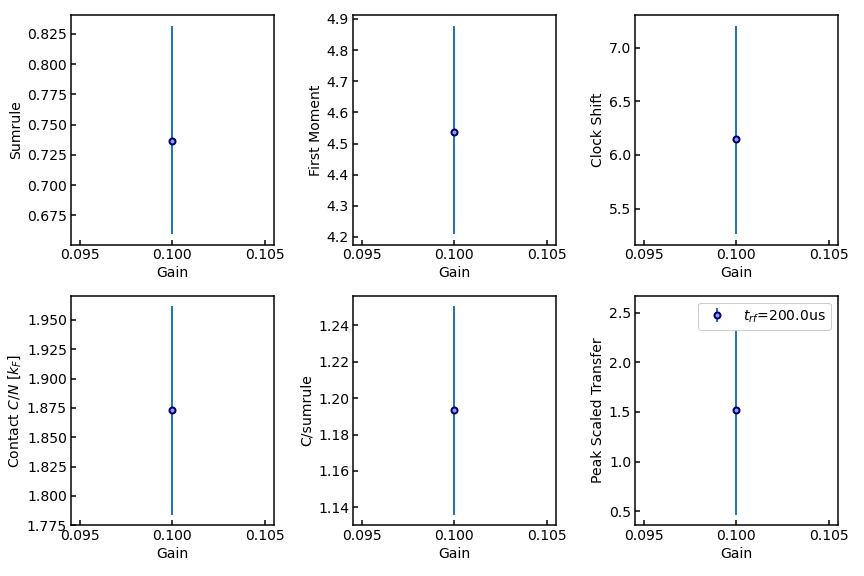 Sumrule
0.825
0.800
0.775
0.750
0.725
0.700
0.675
0.095 0.100 0.105
Gain
First Moment
4.9
4.8
4.7
4.6
4.5
4.4
4.3
4.2
0.095 0.100 0.105
Gain
Clock Shift
7.0
6.5
6.0
5.5
0.095 0.100 0.105
Gain
Contact C/N [k_F]
1.950
1.925
1.900
1.875
1.850
1.825
1.800
1.775
0.095 0.100 0.105
Gain
C/sumrule
1.24
1.22
1.20
1.18
1.16
1.14
0.095 0.100 0.105
Gain
Peak Scaled Transfer
2.5
2.0
1.5
1.0
0.5
t_rf=200.0us
0.095 0.100 0.105
Gain